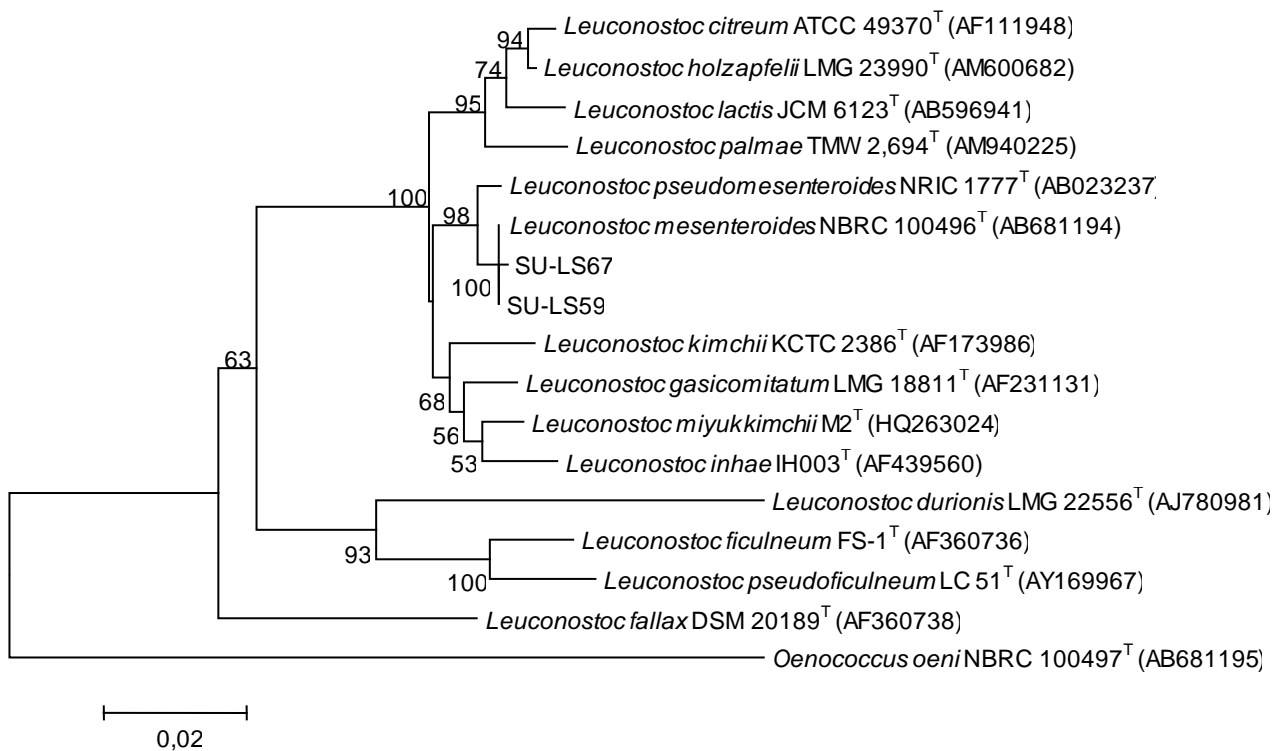 Leuconostoc citreum ATCC 49370T (AF111948)
94
Leuconostoc holzapfelii LMG 23990T (AM600682)
74
95
Leuconostoc lactis JCM 6123T (AB596941)
Leuconostoc palmae TMW 2,694T (AM940225)
Leuconostoc pseudomesenteroides NRIC 1777T (AB023237)
100
98
Leuconostoc mesenteroides NBRC 100496T (AB681194)
SU-LS67
100
SU-LS59
Leuconostoc kimchii KCTC 2386T (AF173986)
63
Leuconostoc gasicomitatum LMG 18811T (AF231131)
68
Leuconostoc miyukkimchii M2T (HQ263024)
56
53
Leuconostoc inhae IH003T (AF439560)
Leuconostoc durionis LMG 22556T (AJ780981)
Leuconostoc ficulneum FS-1T (AF360736)
93
100
Leuconostoc pseudoficulneum LC 51T (AY169967)
Leuconostoc fallax DSM 20189T (AF360738)
Oenococcus oeni NBRC 100497T (AB681195)
0,02